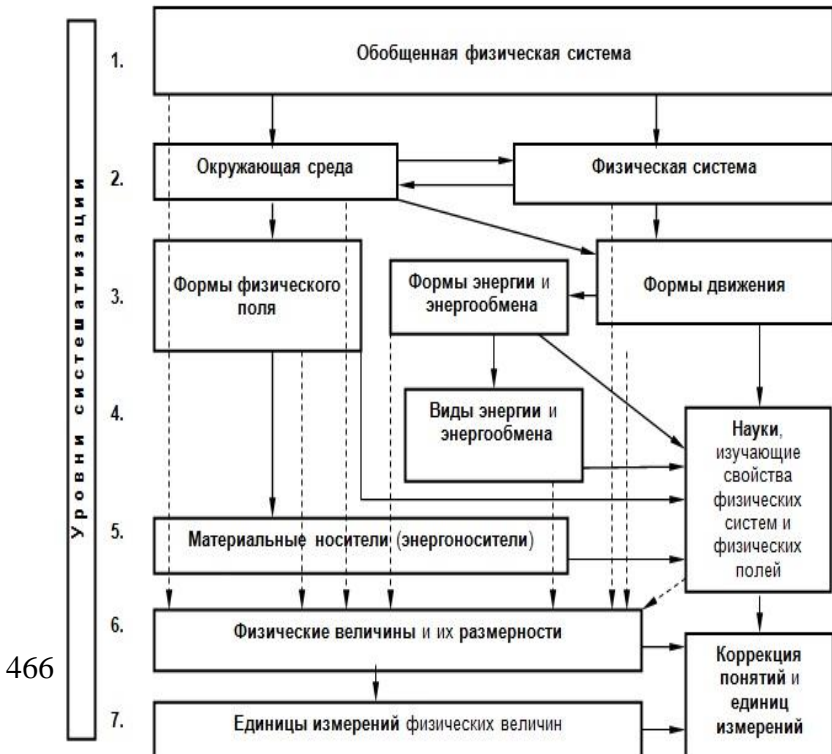 Уровни систематизации
1.
Обобщенная физическая система
2.
Окружающая среда
Физическая система
3.
Формы физического
поля
Формы энергии и
энергообмена
Формы движения
4.
Виды энергии и
энергообмена
Науки,
изучающие
свойства
физических
систем и
физических
полей
5.
Материальные носители (энергоносители)
6.
Физические величины и их размерности
466
Коррекция
понятий и
единиц
измерений
7.
Единицы измерений физических величин